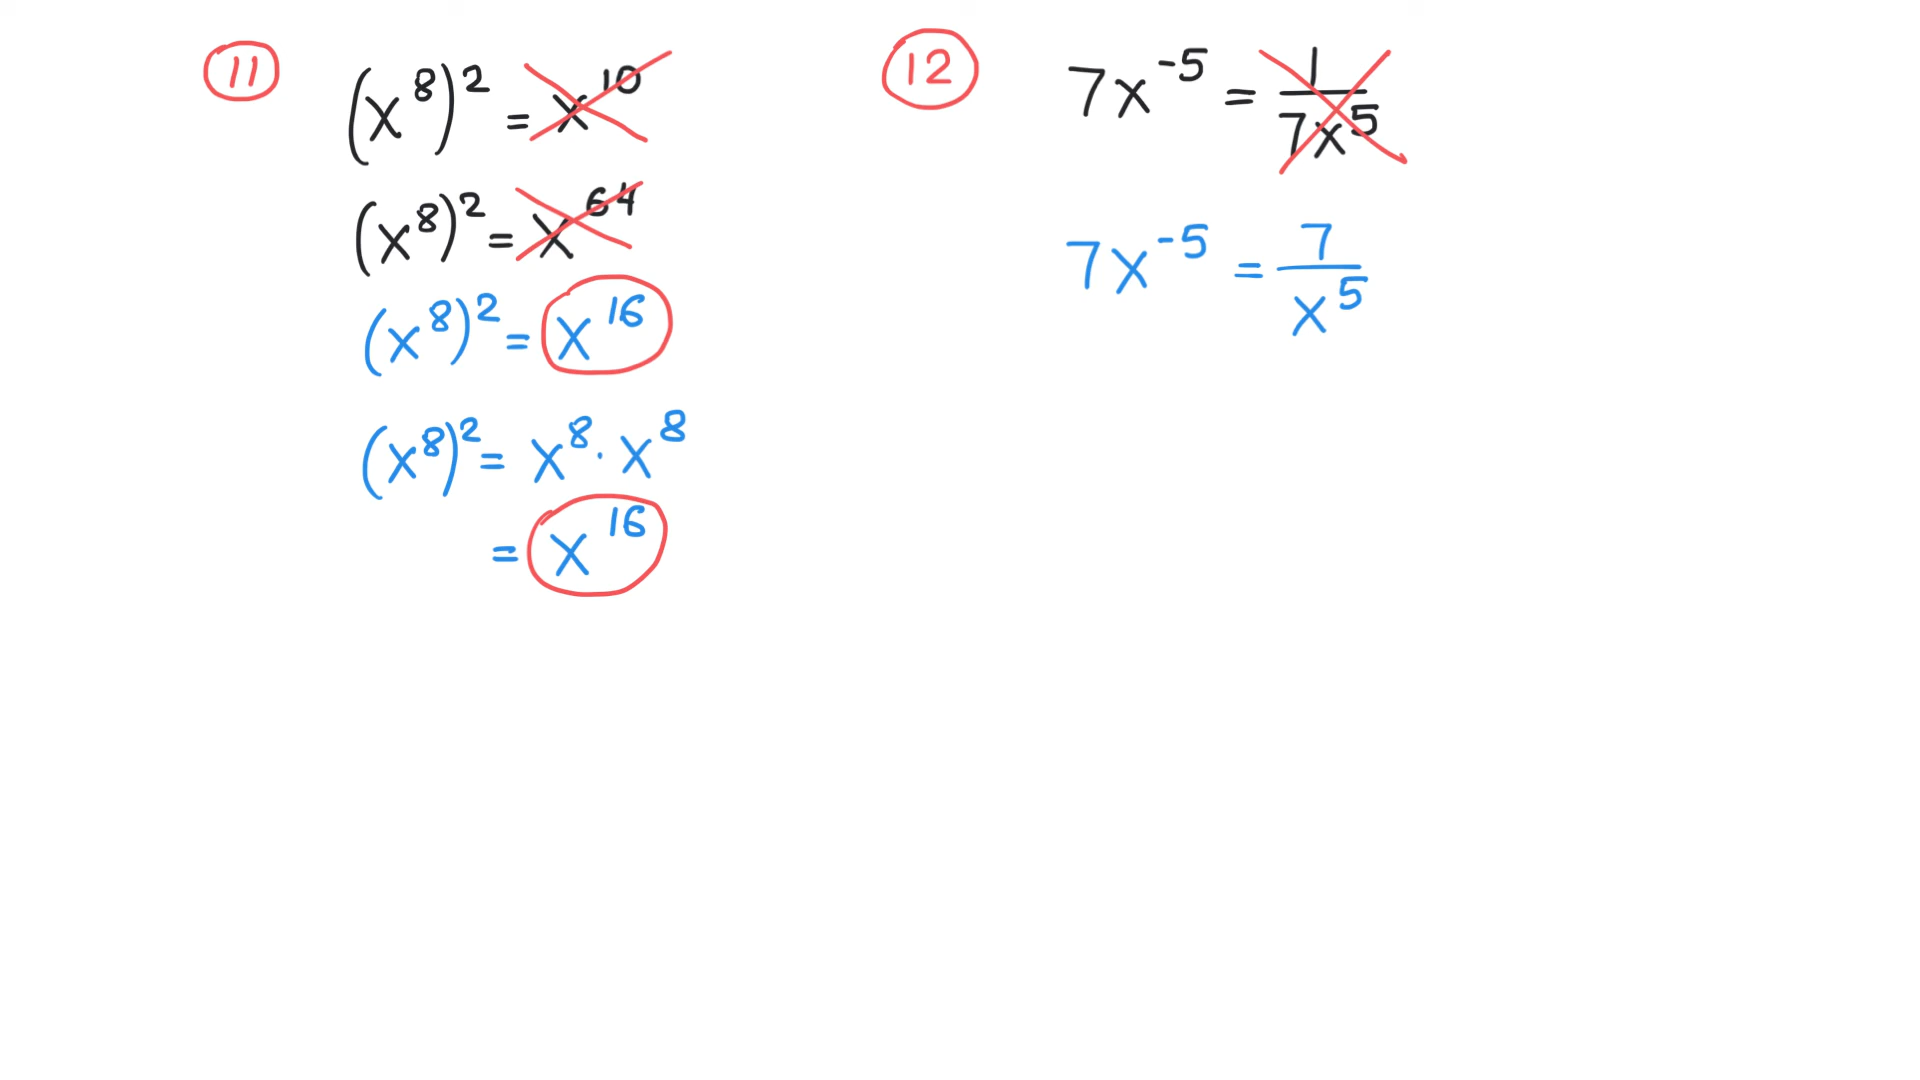 11
(x⁸)² = x¹⁰
(x⁸)² = x⁶⁴
(x⁸)² = x¹⁶
(x⁸)² = x⁸ · x⁸
= x¹⁶
12
7x⁻⁵ = 1/7x⁵
7x⁻⁵ = 7/x⁵